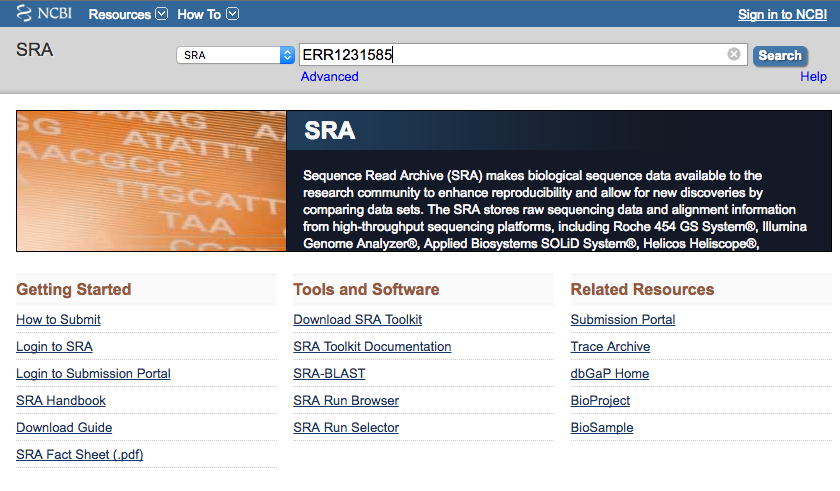 NCBI Resources How To Sign in to NCBI
SRA SRA ERR1231585 Search
Advanced Help
AAAAG A
GG ATATTT
AACGCC
TTGCATT
TAA
SRA
Sequence Read Archive (SRA) makes biological sequence data available to the
research community to enhance reproducibility and allow for new discoveries by
comparing data sets. The SRA stores raw sequencing data and alignment information
from high-throughput sequencing platforms, including Roche 454 GS System®, Illumina
Genome Analyzer®, Applied Biosystems SOLiD System®, Helicos Heliscope®,
Getting Started
How to Submit
Login to SRA
Login to Submission Portal
SRA Handbook
Download Guide
SRA Fact Sheet (.pdf)
Tools and Software
Download SRA Toolkit
SRA Toolkit Documentation
SRA-BLAST
SRA Run Browser
SRA Run Selector
Related Resources
Submission Portal
Trace Archive
dbGaP Home
BioProject
BioSample